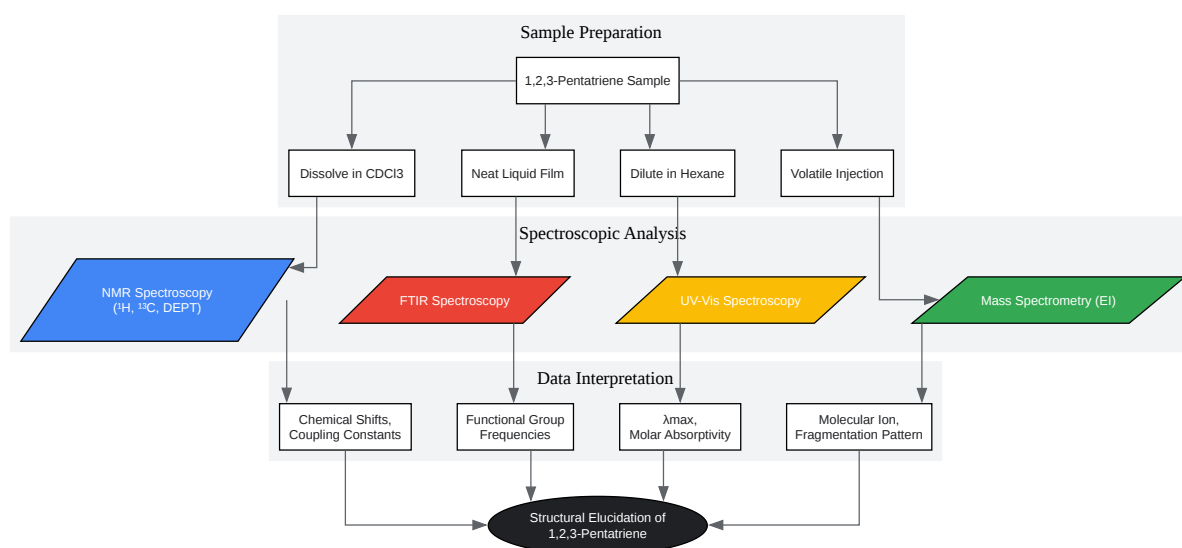 Sample Preparation
1,2,3-Pentatriene Sample
Dissolve in CDCl3
Neat Liquid Film
Dilute in Hexane
Volatile Injection
Spectroscopic Analysis
NMR Spectroscopy
(¹H, ¹³C, DEPT)
FTIR Spectroscopy
UV-Vis Spectroscopy
Mass Spectrometry (EI)
Data Interpretation
Chemical Shifts,
Coupling Constants
Functional Group
Frequencies
λmax,
Molar Absorptivity
Molecular Ion,
Fragmentation Pattern
Structural Elucidation of
1,2,3-Pentatriene